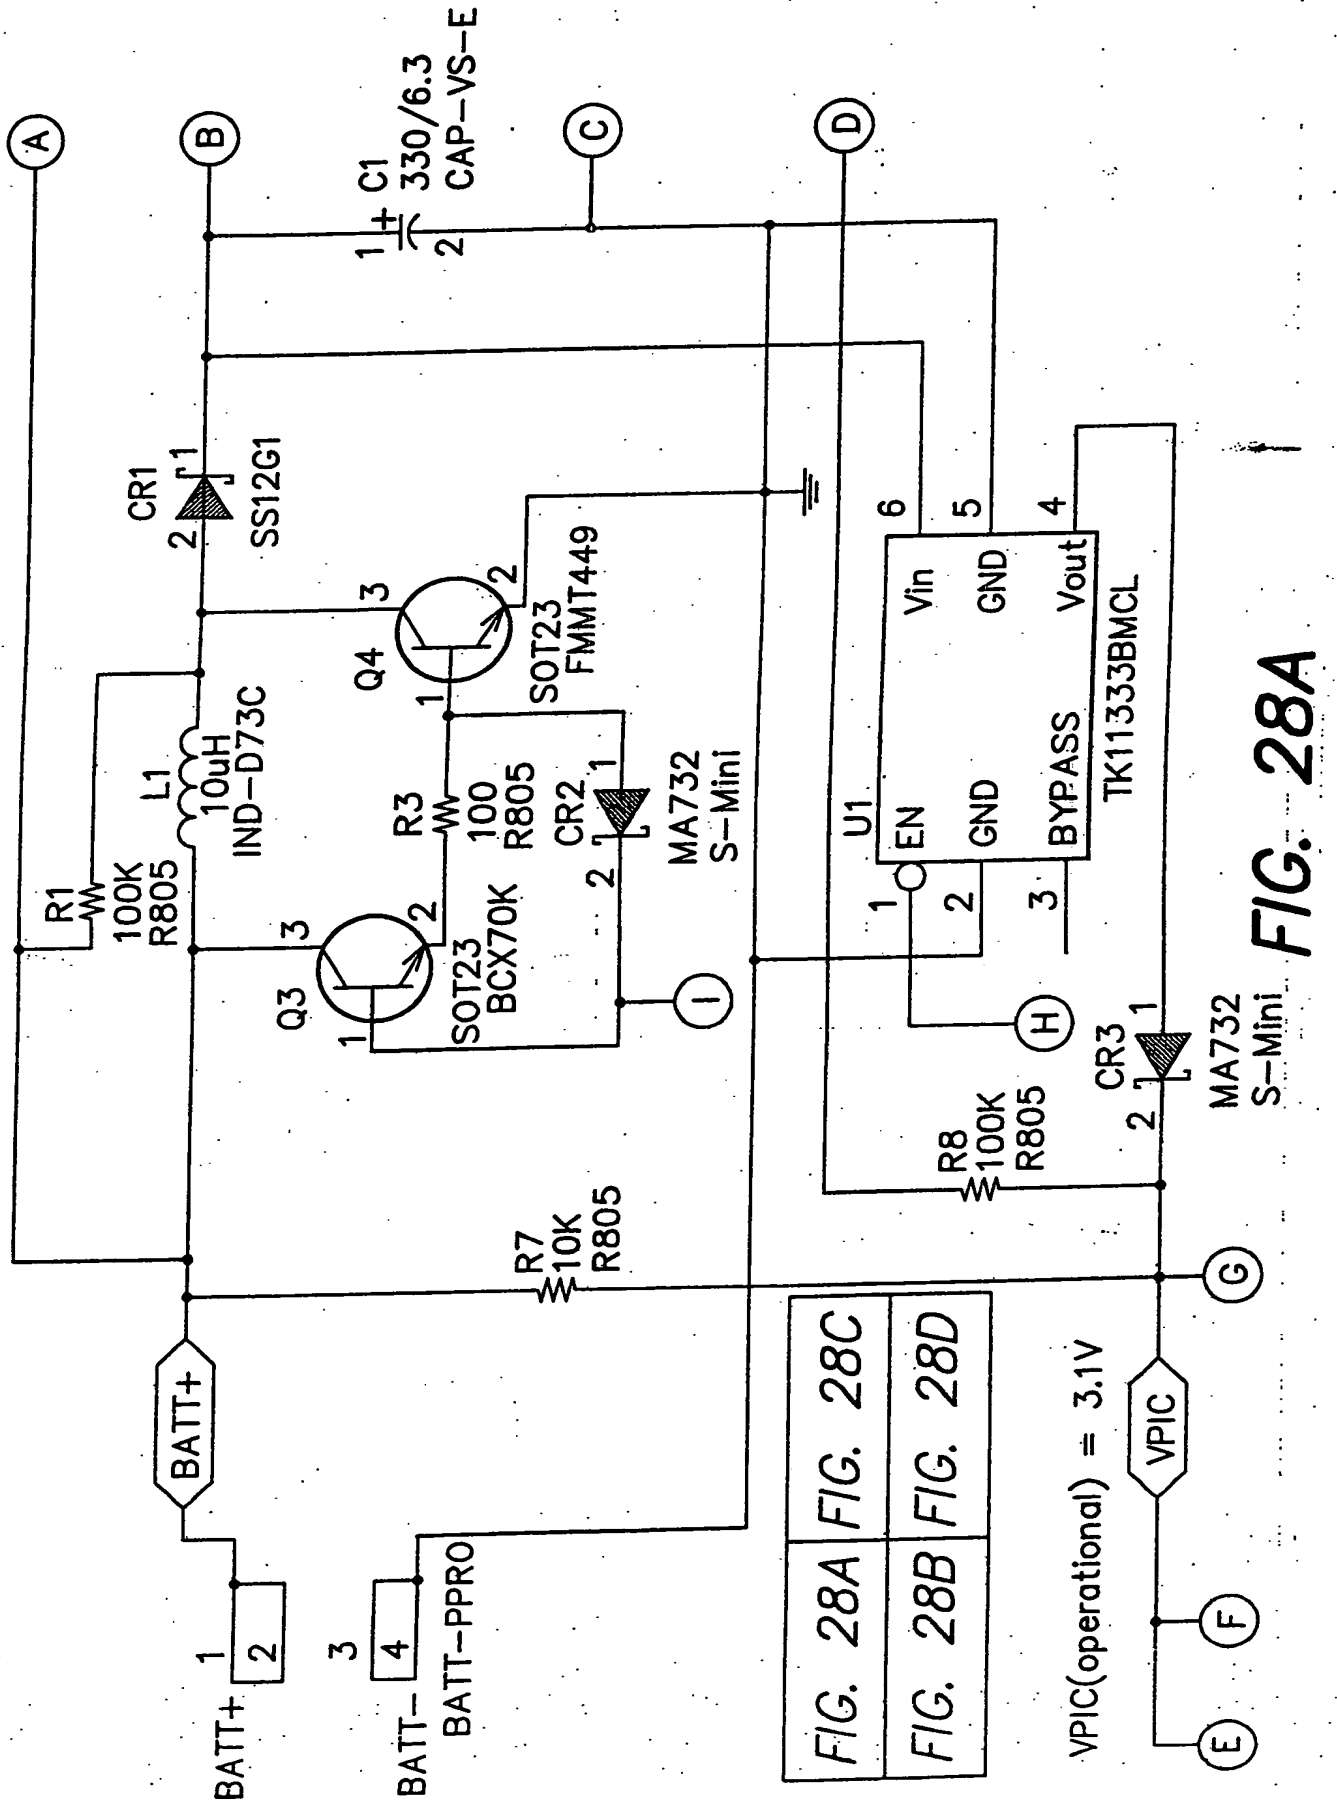 A
B
C
D
C1
330/6.3
CAP-VS-E
1
+
2
CR1
2
1
SS12G1
R1
100K
R805
L1
10uH
IND-D73C
Q4
3
1
2
SOT23
FMMT449
R3
100
R805
CR2
1
2
MA732
S-Mini
Q3
3
1
2
SOT23
BCX70K
I
BATT+
BATT+
1
2
BATT-
3
4
BATT-PPRO
R7
10K
R805
R8
100K
R805
U1
EN
GND
BYPASS
Vin
GND
Vout
1
2
3
6
5
4
TK11333BMCL
H
CR3
1
2
MA732
S-Mini
G
VPIC
VPIC(operational) = 3.1V
F
E
FIG. 28A
FIG. 28C
FIG. 28B
FIG. 28D
FIG. 28A